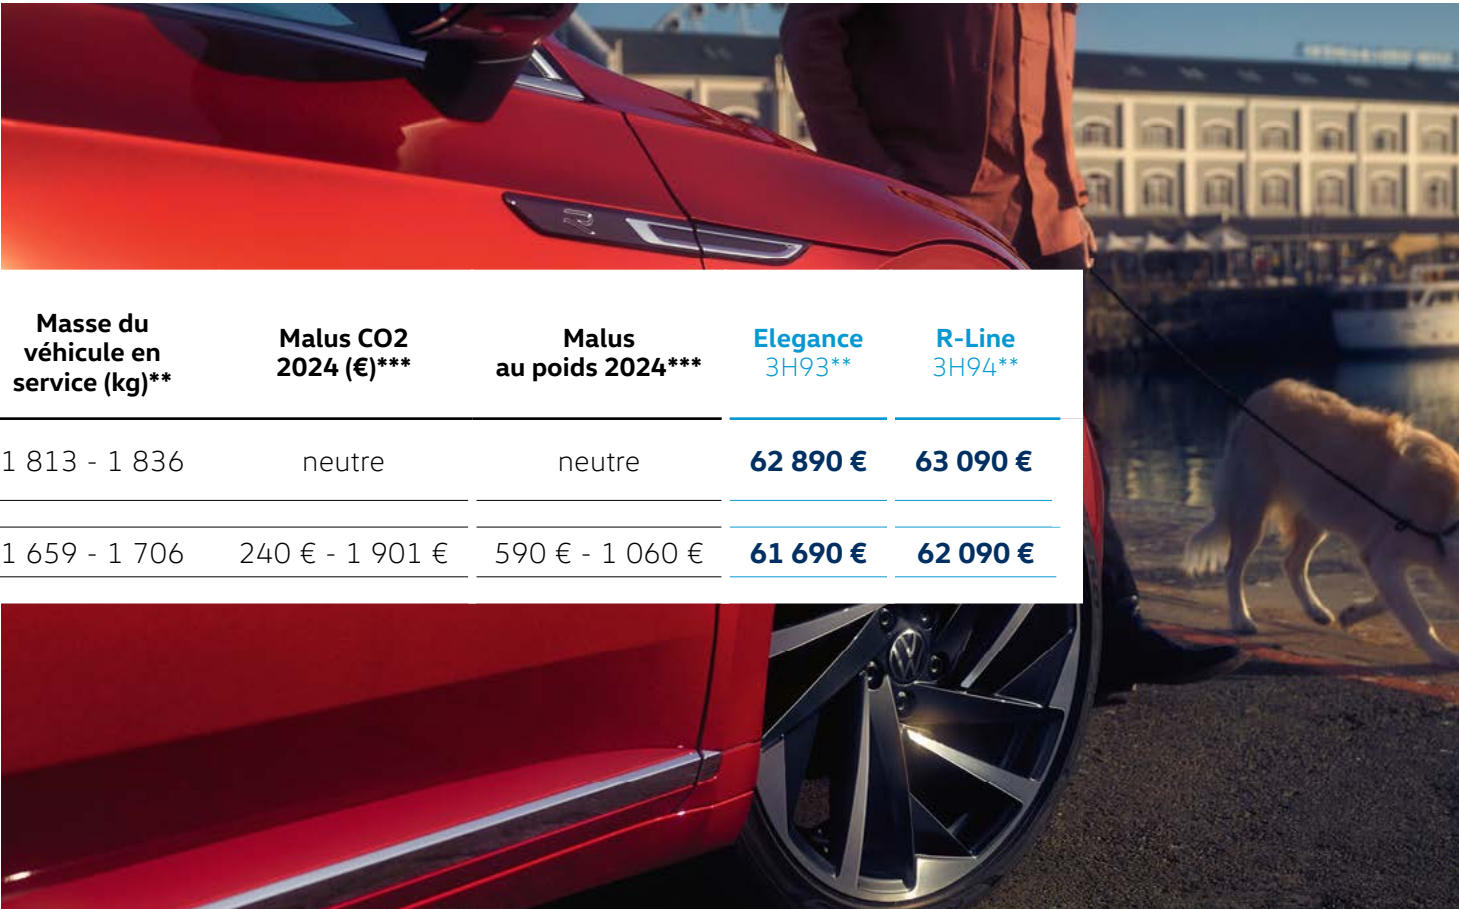 R
Masse du
véhicule en
service (kg)**
Malus CO2
2024 (€)***
Malus
au poids 2024***
Elegance
3H93**
R-Line
3H94**
1 813 - 1 836 neutre neutre 62 890 € 63 090 €
1 659 - 1 706 240 € - 1 901 € 590 € - 1 060 € 61 690 € 62 090 €